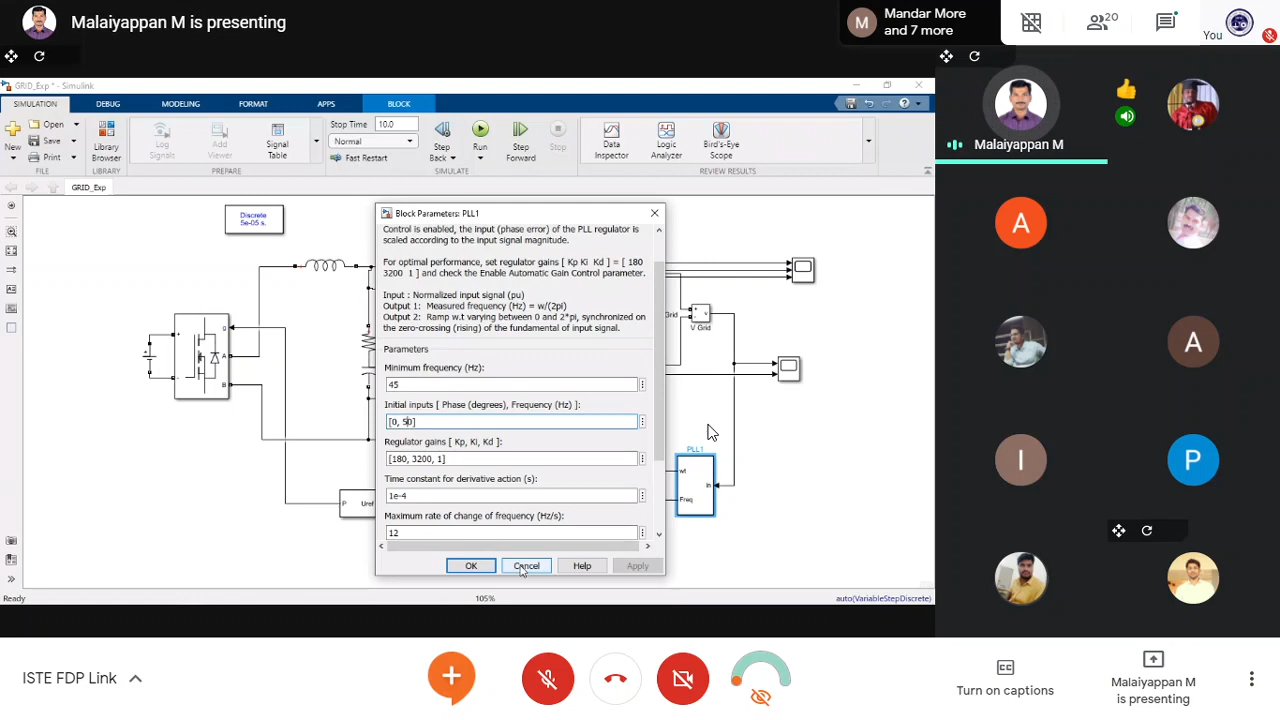 Malaiyappan M is presenting
M
Mandar More
and 7 more
20
You
GRID_Exp * - Simulink
SIMULATION
DEBUG
MODELING
FORMAT
APPS
BLOCK
New
Open
Save
Print
FILE
Library
Browser
LIBRARY
Log
Signals
Add
Viewer
Signal
Table
PREPARE
Stop Time
10.0
Normal
Fast Restart
Step
Back
Run
Step
Forward
Stop
SIMULATE
Data
Inspector
Logic
Analyzer
Bird's-Eye
Scope
REVIEW RESULTS
GRID_Exp
Discrete
5e-05 s.
g
A
B
P
Uref
Block Parameters: PLL1
Control is enabled, the input (phase error) of the PLL regulator is
scaled according to the input signal magnitude.
For optimal performance, set regulator gains [ Kp Ki Kd ] = [ 180
3200 1 ] and check the Enable Automatic Gain Control parameter.
Input : Normalized input signal (pu)
Output 1: Measured frequency (Hz) = w/(2pi)
Output 2: Ramp w.t varying between 0 and 2*pi, synchronized on
the zero-crossing (rising) of the fundamental of input signal.
Parameters
Minimum frequency (Hz):
45
Initial inputs [ Phase (degrees), Frequency (Hz) ]:
[0, 50]
Regulator gains [ Kp, Ki, Kd ]:
[180, 3200, 1]
Time constant for derivative action (s):
1e-4
Maximum rate of change of frequency (Hz/s):
12
OK
Cancel
Help
Apply
Grid
v
V Grid
PLL1
wt
In
Freq
Ready
105%
auto(VariableStepDiscrete)
Malaiyappan M
A
A
I
P
ISTE FDP Link
Turn on captions
Malaiyappan M
is presenting